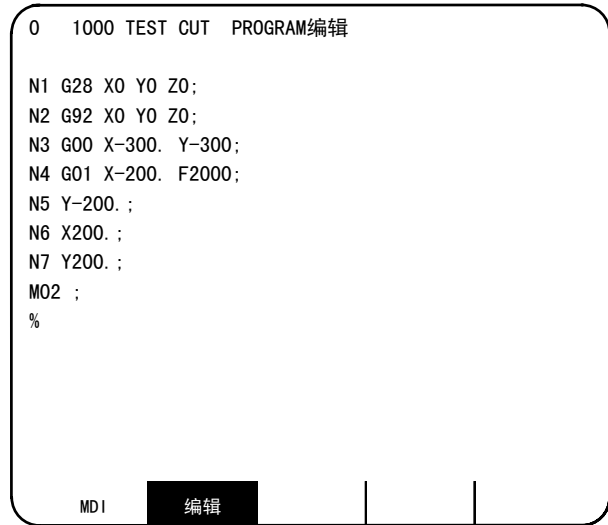 O 1000 TEST CUT PROGRAM编辑
N1 G28 X0 Y0 Z0;
N2 G92 X0 Y0 Z0;
N3 G00 X-300. Y-300;
N4 G01 X-200. F2000;
N5 Y-200.;
N6 X200.;
N7 Y200.;
M02 ;
%
MDI 编辑